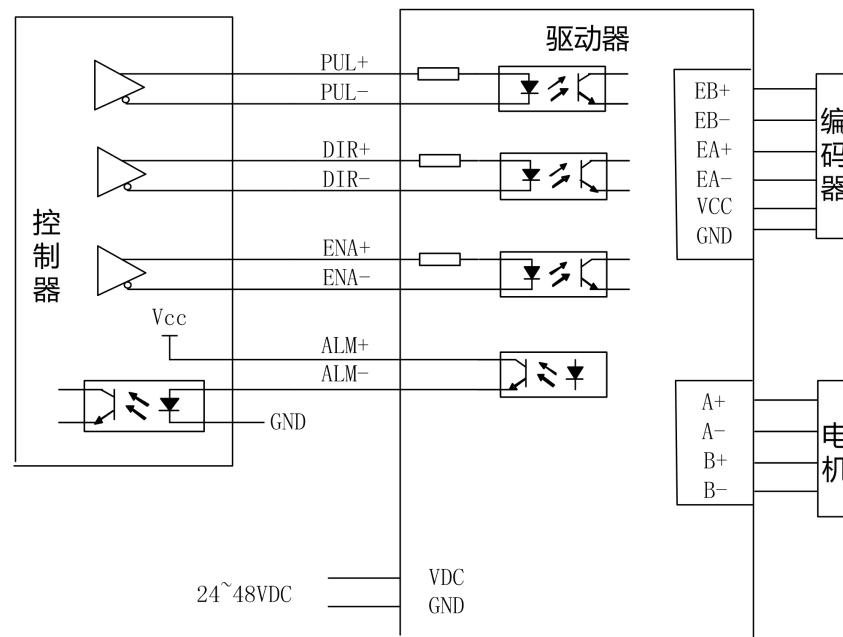 驱动器
控制器
PUL+
PUL-
DIR+
DIR-
ENA+
ENA-
Vcc
ALM+
ALM-
GND
24~48VDC
VDC
GND
EB+
EB-
EA+
EA-
VCC
GND
编码器
A+
A-
B+
B-
电机